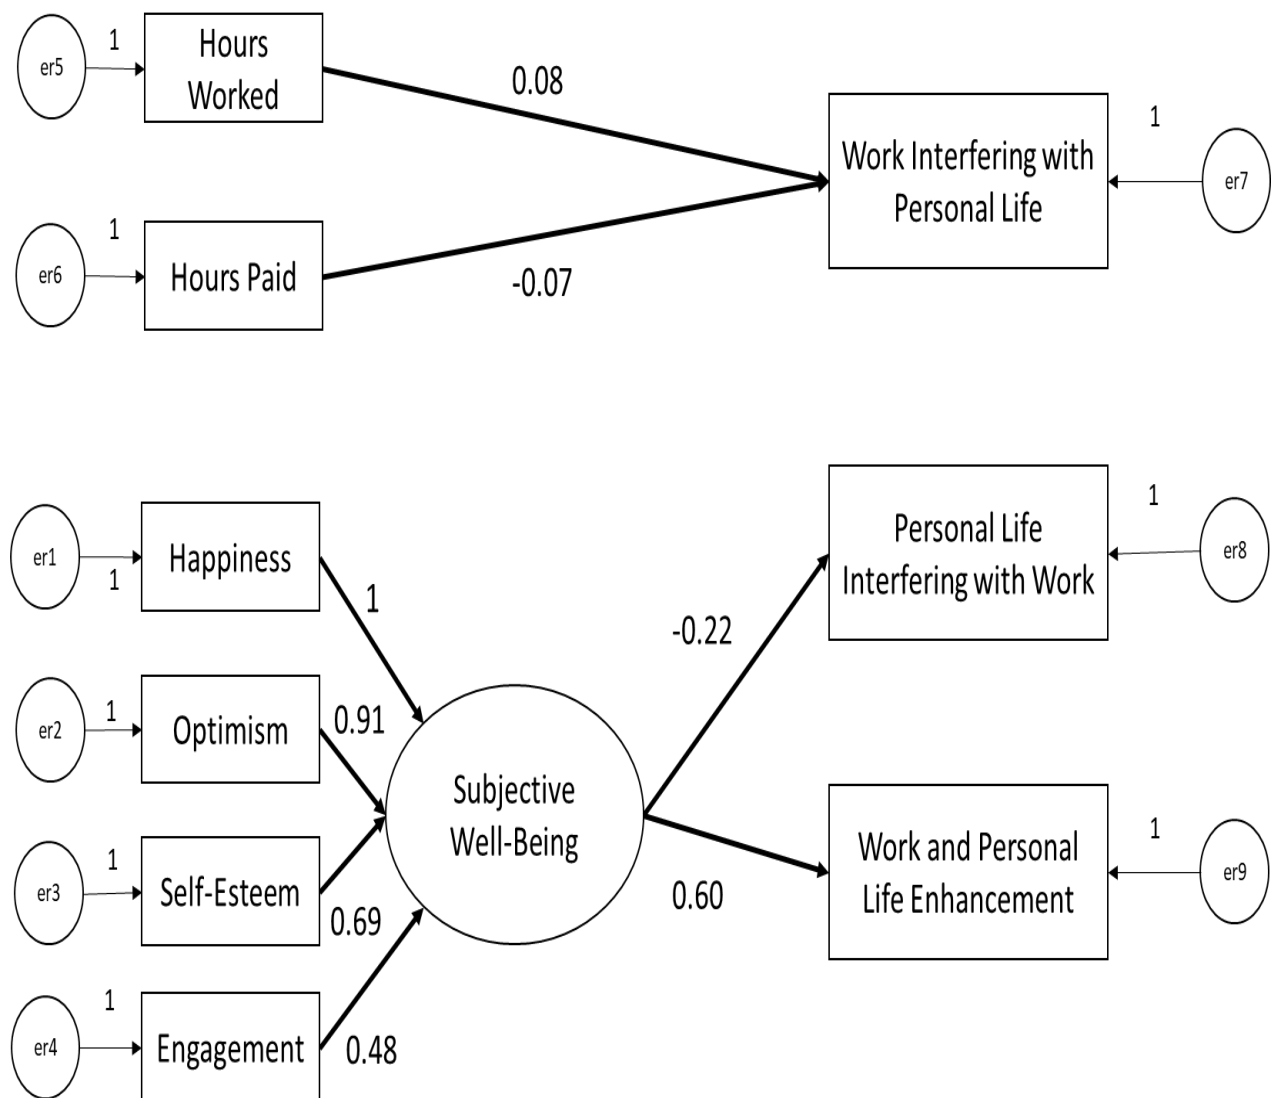 er5
1
Hours
Worked
0.08
Work Interfering with
Personal Life
1
er7
er6
1
Hours Paid
-0.07
er1
1
Happiness
1
Personal Life
Interfering with Work
1
er8
-0.22
er2
1
Optimism
0.91
Subjective
Well-Being
er3
1
Self-Esteem
0.69
Work and Personal
Life Enhancement
1
er9
0.60
er4
1
Engagement
0.48